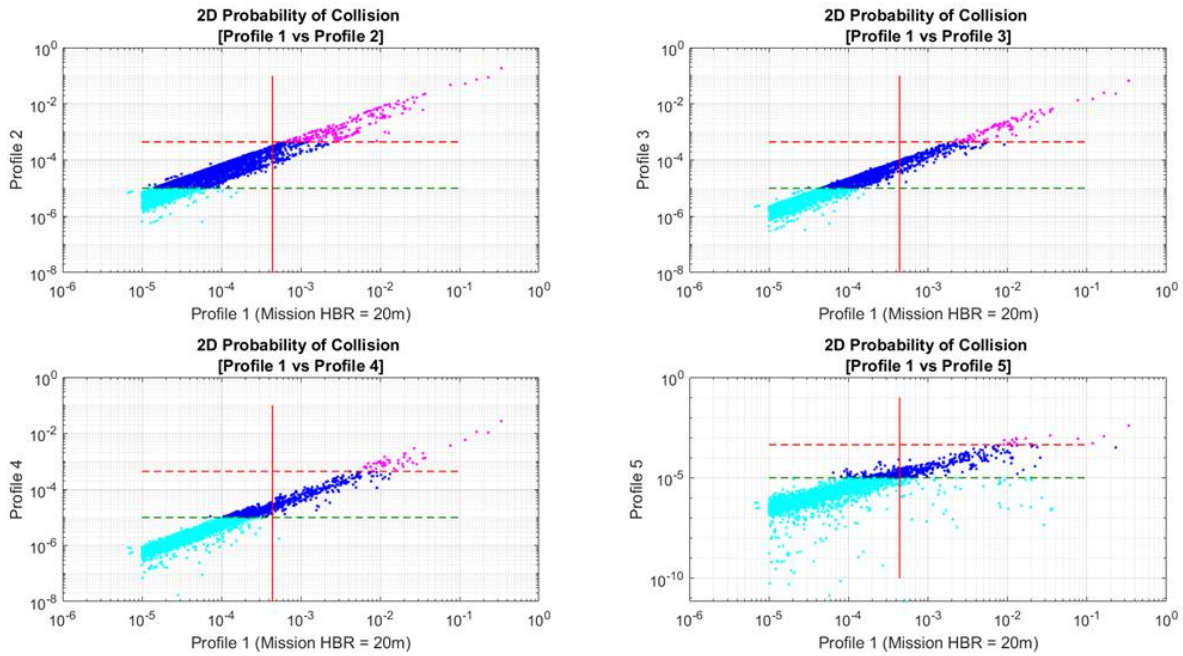 2D Probability of Collision
[Profile 1 vs Profile 2]
10^0
10^-2
10^-4
10^-6
10^-8
Profile 2
10^-6
10^-5
10^-4
10^-3
10^-2
10^-1
10^0
Profile 1 (Mission HBR = 20m)
2D Probability of Collision
[Profile 1 vs Profile 3]
10^0
10^-2
10^-4
10^-6
10^-8
Profile 3
10^-6
10^-5
10^-4
10^-3
10^-2
10^-1
10^0
Profile 1 (Mission HBR = 20m)
2D Probability of Collision
[Profile 1 vs Profile 4]
10^0
10^-2
10^-4
10^-6
10^-8
Profile 4
10^-6
10^-5
10^-4
10^-3
10^-2
10^-1
10^0
Profile 1 (Mission HBR = 20m)
2D Probability of Collision
[Profile 1 vs Profile 5]
10^0
10^-5
10^-10
Profile 5
10^-6
10^-5
10^-4
10^-3
10^-2
10^-1
10^0
Profile 1 (Mission HBR = 20m)